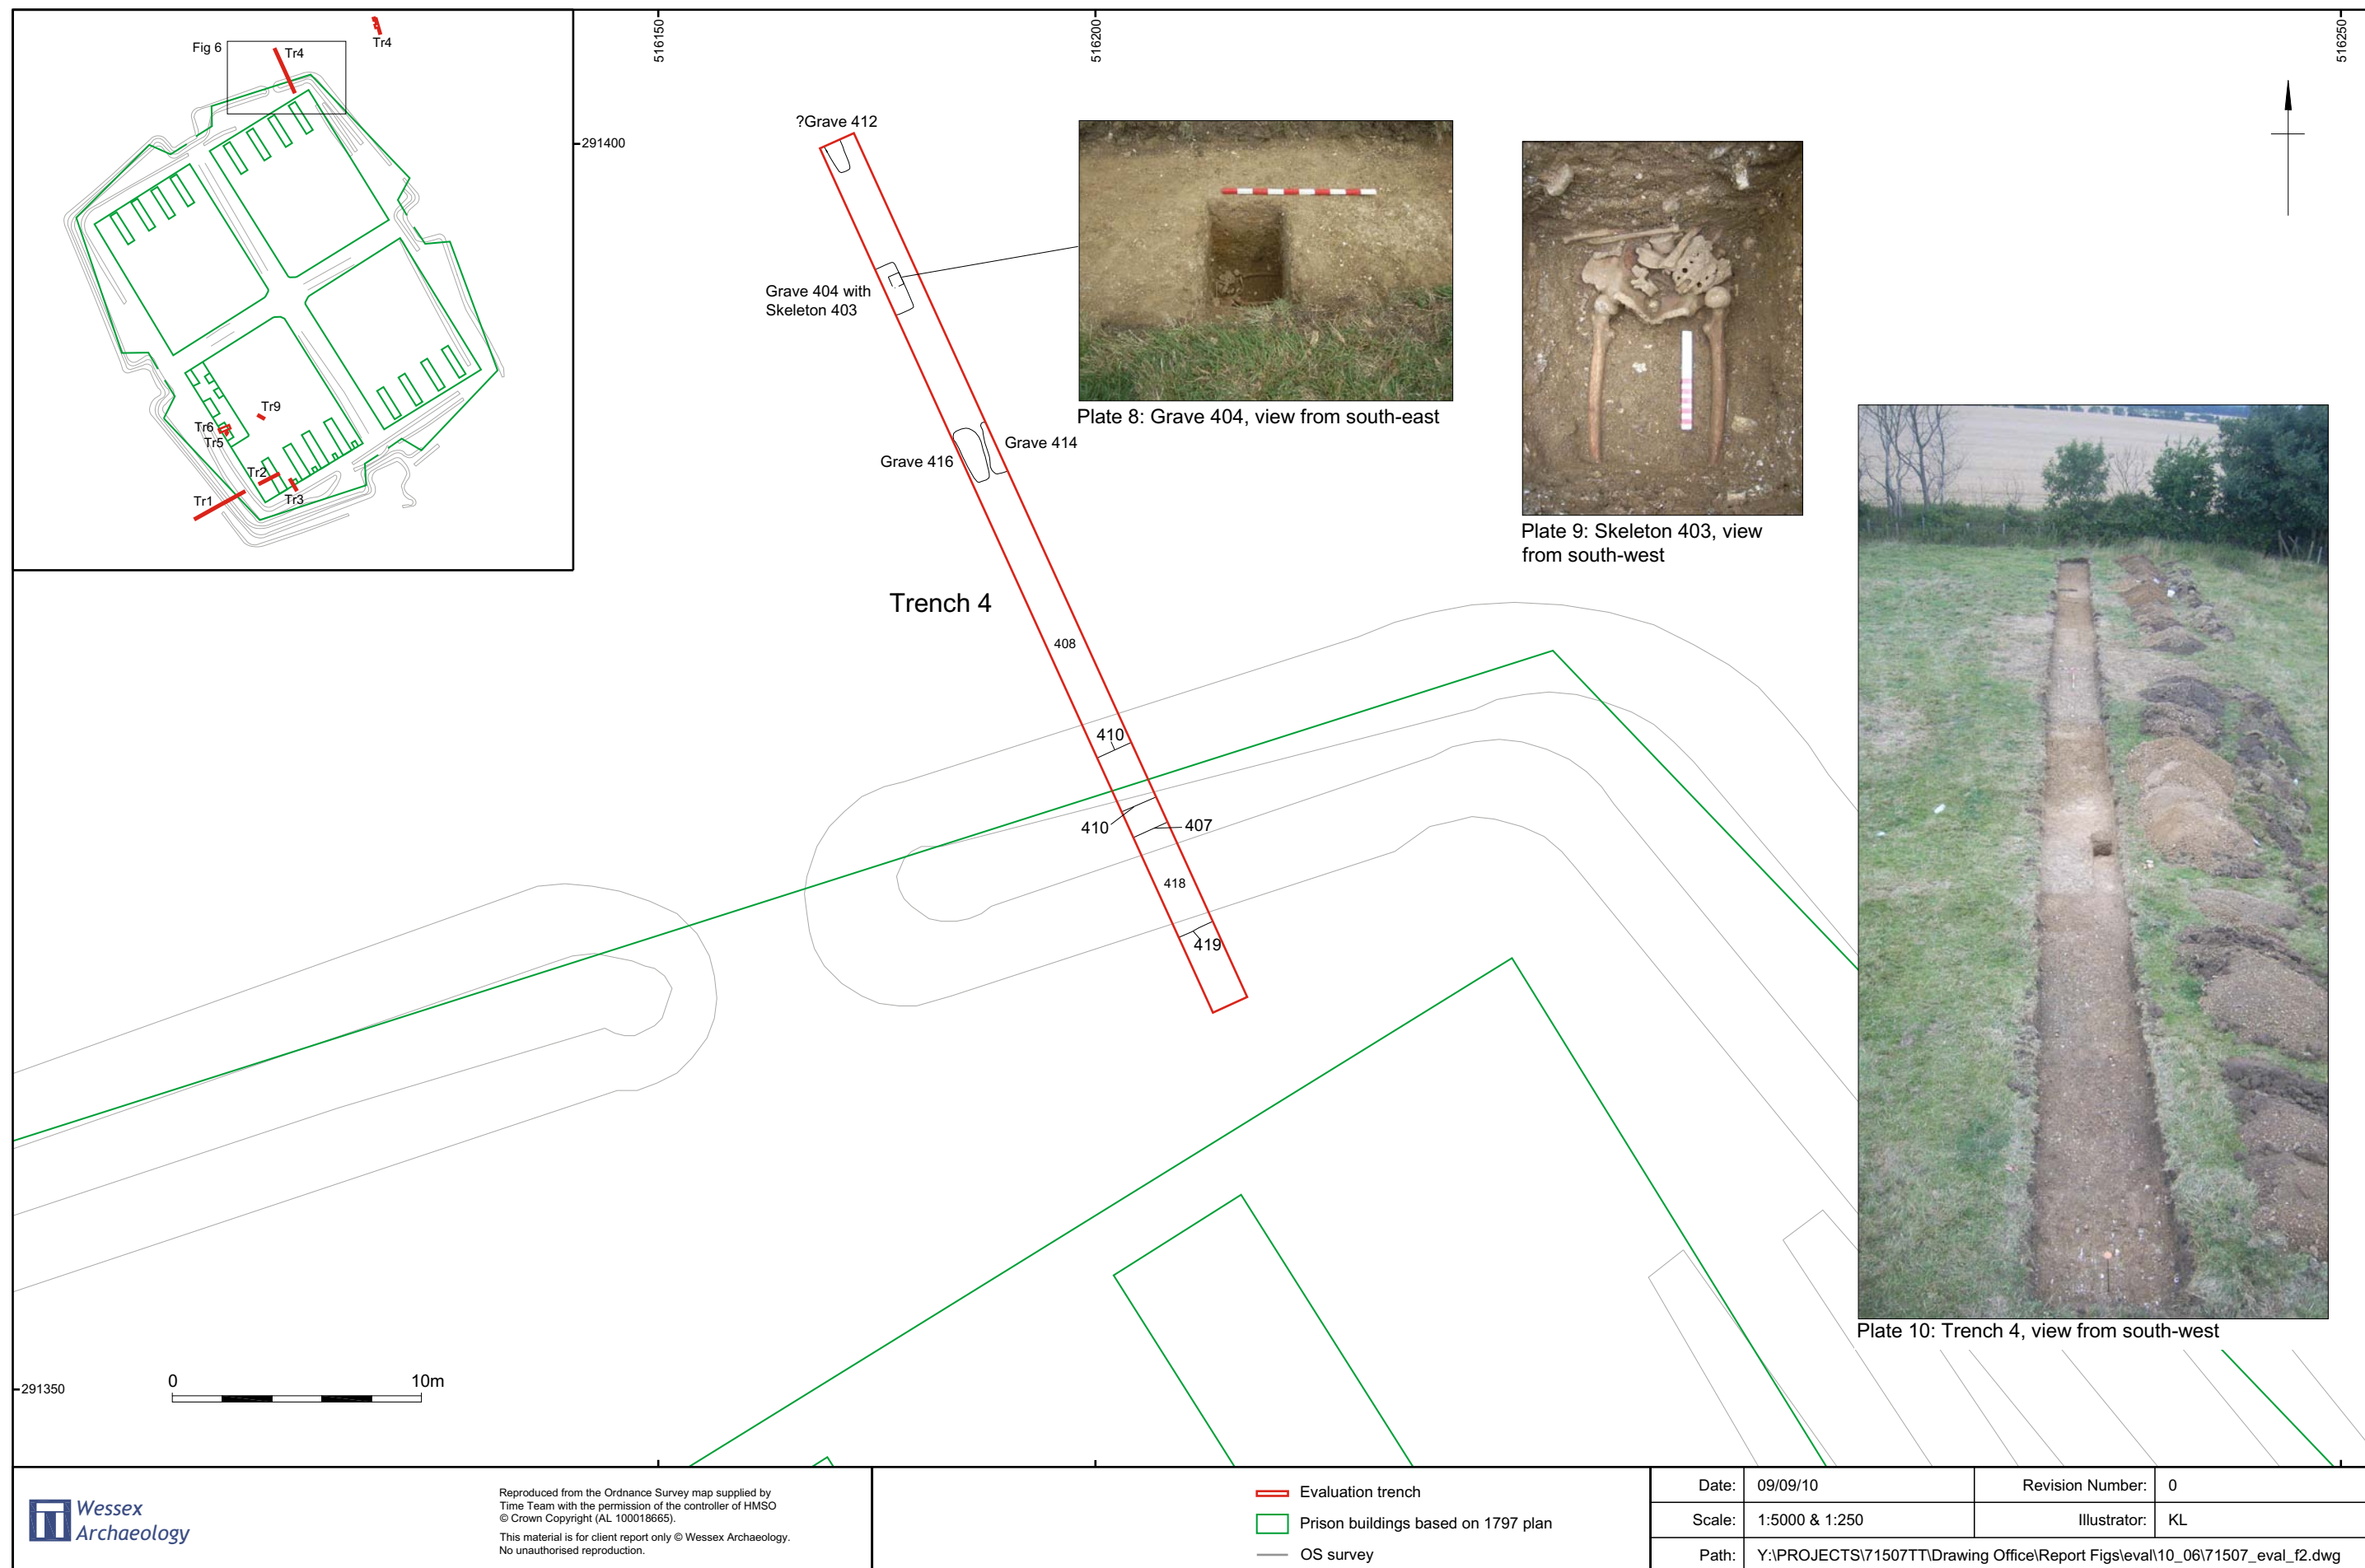 Fig 6
Tr4
Tr4
Tr9
Tr6
Tr5
Tr2
Tr1
Tr3
516150
516200
516250
291400
291350
?Grave 412
Grave 404 with
Skeleton 403
Grave 416
Grave 414
Trench 4
408
410
410
407
418
419
Plate 8: Grave 404, view from south-east
Plate 9: Skeleton 403, view
from south-west
Plate 10: Trench 4, view from south-west
0 10m
Wessex
Archaeology
Reproduced from the Ordnance Survey map supplied by
Time Team with the permission of the controller of HMSO
© Crown Copyright (AL 100018665).
This material is for client report only © Wessex Archaeology.
No unauthorised reproduction.
Evaluation trench
Prison buildings based on 1797 plan
OS survey
Date: 09/09/10 Revision Number: 0
Scale: 1:5000 & 1:250 Illustrator: KL
Path: Y:\PROJECTS\71507TT\Drawing Office\Report Figs\eval\10_06\71507_eval_f2.dwg